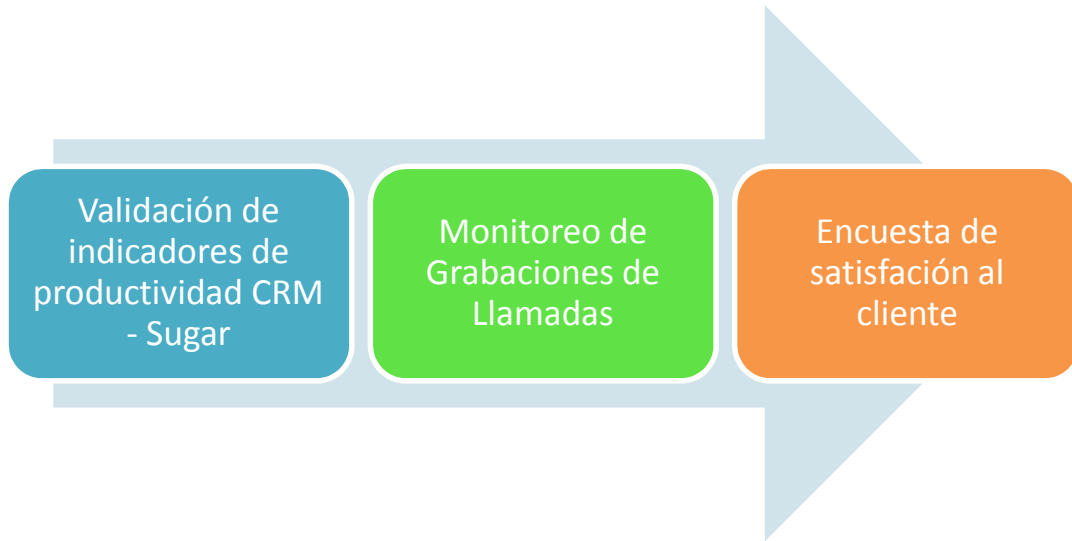 Validación de
indicadores de
productividad CRM
- Sugar
Monitoreo de
Grabaciones de
Llamadas
Encuesta de
satisfación al
cliente